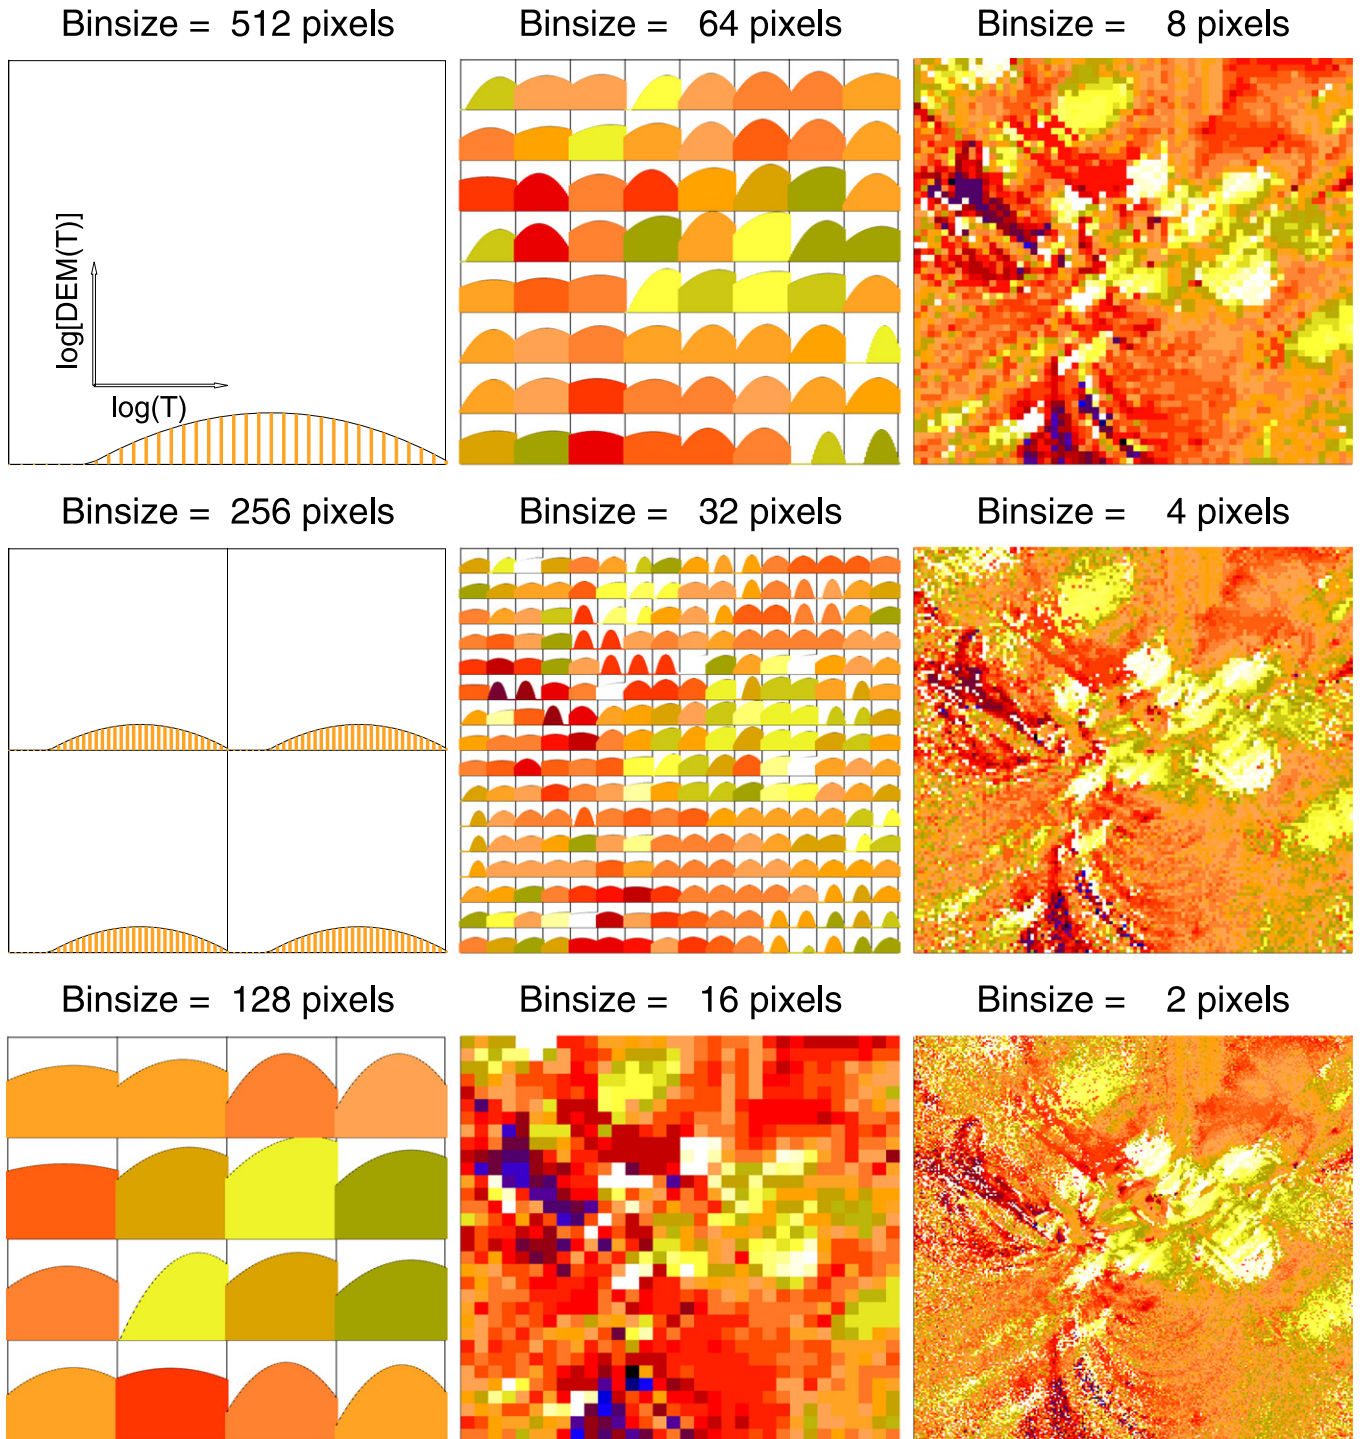 Binsize = 512 pixels
Binsize = 64 pixels
Binsize = 8 pixels
log[DEM(T)]
log(T)
Binsize = 256 pixels
Binsize = 32 pixels
Binsize = 4 pixels
Binsize = 128 pixels
Binsize = 16 pixels
Binsize = 2 pixels